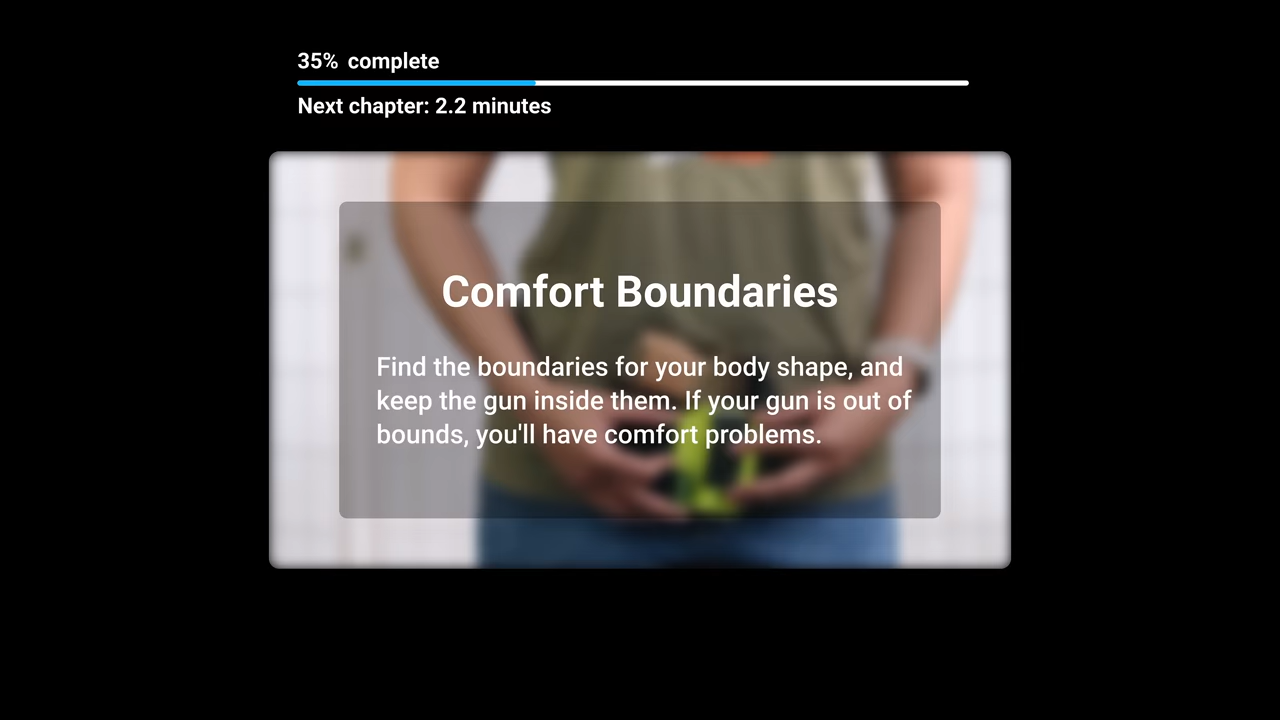 35% complete
Next chapter: 2.2 minutes
Comfort Boundaries
Find the boundaries for your body shape, and
keep the gun inside them. If your gun is out of
bounds, you'll have comfort problems.